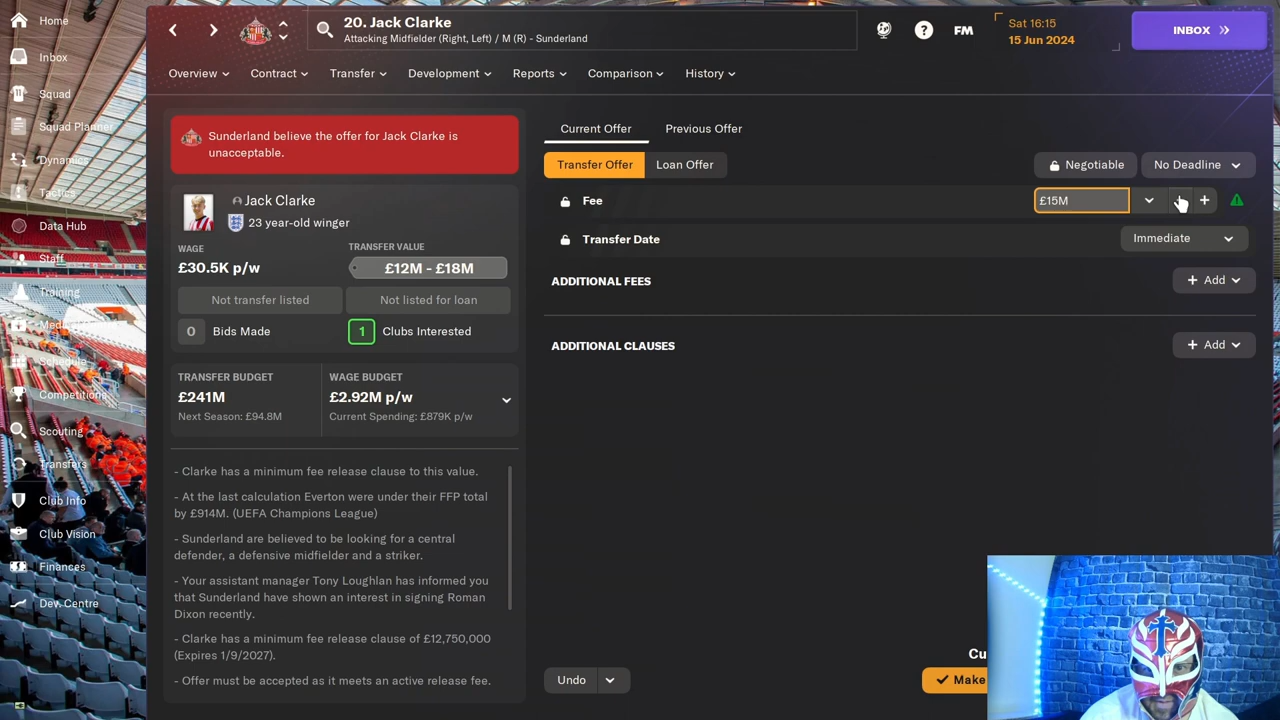 Home
Inbox
Squad
Squad Planner
Dynamics
Tactics
Data Hub
Staff
Training
Schedule
Competitions
Scouting
Transfers
Club Info
Club Vision
Finances
Dev. Centre
20. Jack Clarke
Attacking Midfielder (Right, Left) / M (R) - Sunderland
FM
Sat 16:15
15 Jun 2024
INBOX
Overview
Contract
Transfer
Development
Reports
Comparison
History
Sunderland believe the offer for Jack Clarke is
unacceptable.
Jack Clarke
23 year-old winger
WAGE
£30.5K p/w
TRANSFER VALUE
£12M - £18M
Not transfer listed
Not listed for loan
0 Bids Made
1 Clubs Interested
TRANSFER BUDGET
£241M
Next Season: £94.8M
WAGE BUDGET
£2.92M p/w
Current Spending: £879K p/w
- Clarke has a minimum fee release clause to this value.
- At the last calculation Everton were under their FFP total
by £914M. (UEFA Champions League)
- Sunderland are believed to be looking for a central
defender, a defensive midfielder and a striker.
- Your assistant manager Tony Loughlan has informed you
that Sunderland have shown an interest in signing Roman
Dixon recently.
- Clarke has a minimum fee release clause of £12,750,000
(Expires 1/9/2027).
- Offer must be accepted as it meets an active release fee.
Current Offer
Previous Offer
Transfer Offer
Loan Offer
Negotiable
No Deadline
Fee
£15M
Transfer Date
Immediate
ADDITIONAL FEES
+ Add
ADDITIONAL CLAUSES
+ Add
Undo
Cu
Make